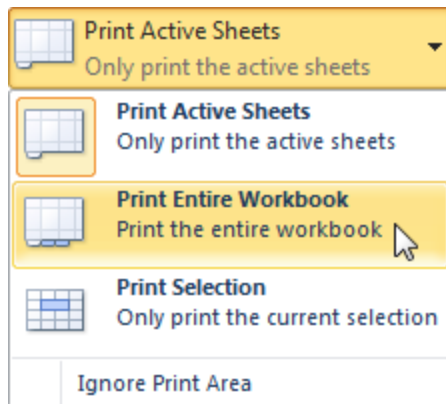 Print Active Sheets
Only print the active sheets
Print Active Sheets
Only print the active sheets
Print Entire Workbook
Print the entire workbook
Print Selection
Only print the current selection
Ignore Print Area